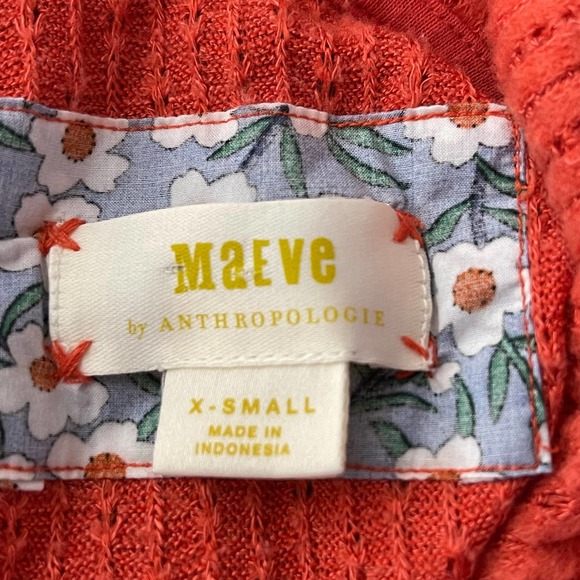 MaEVe
by ANTHROPOLOGIE
X-SMALL
MADE IN
INDONESIA